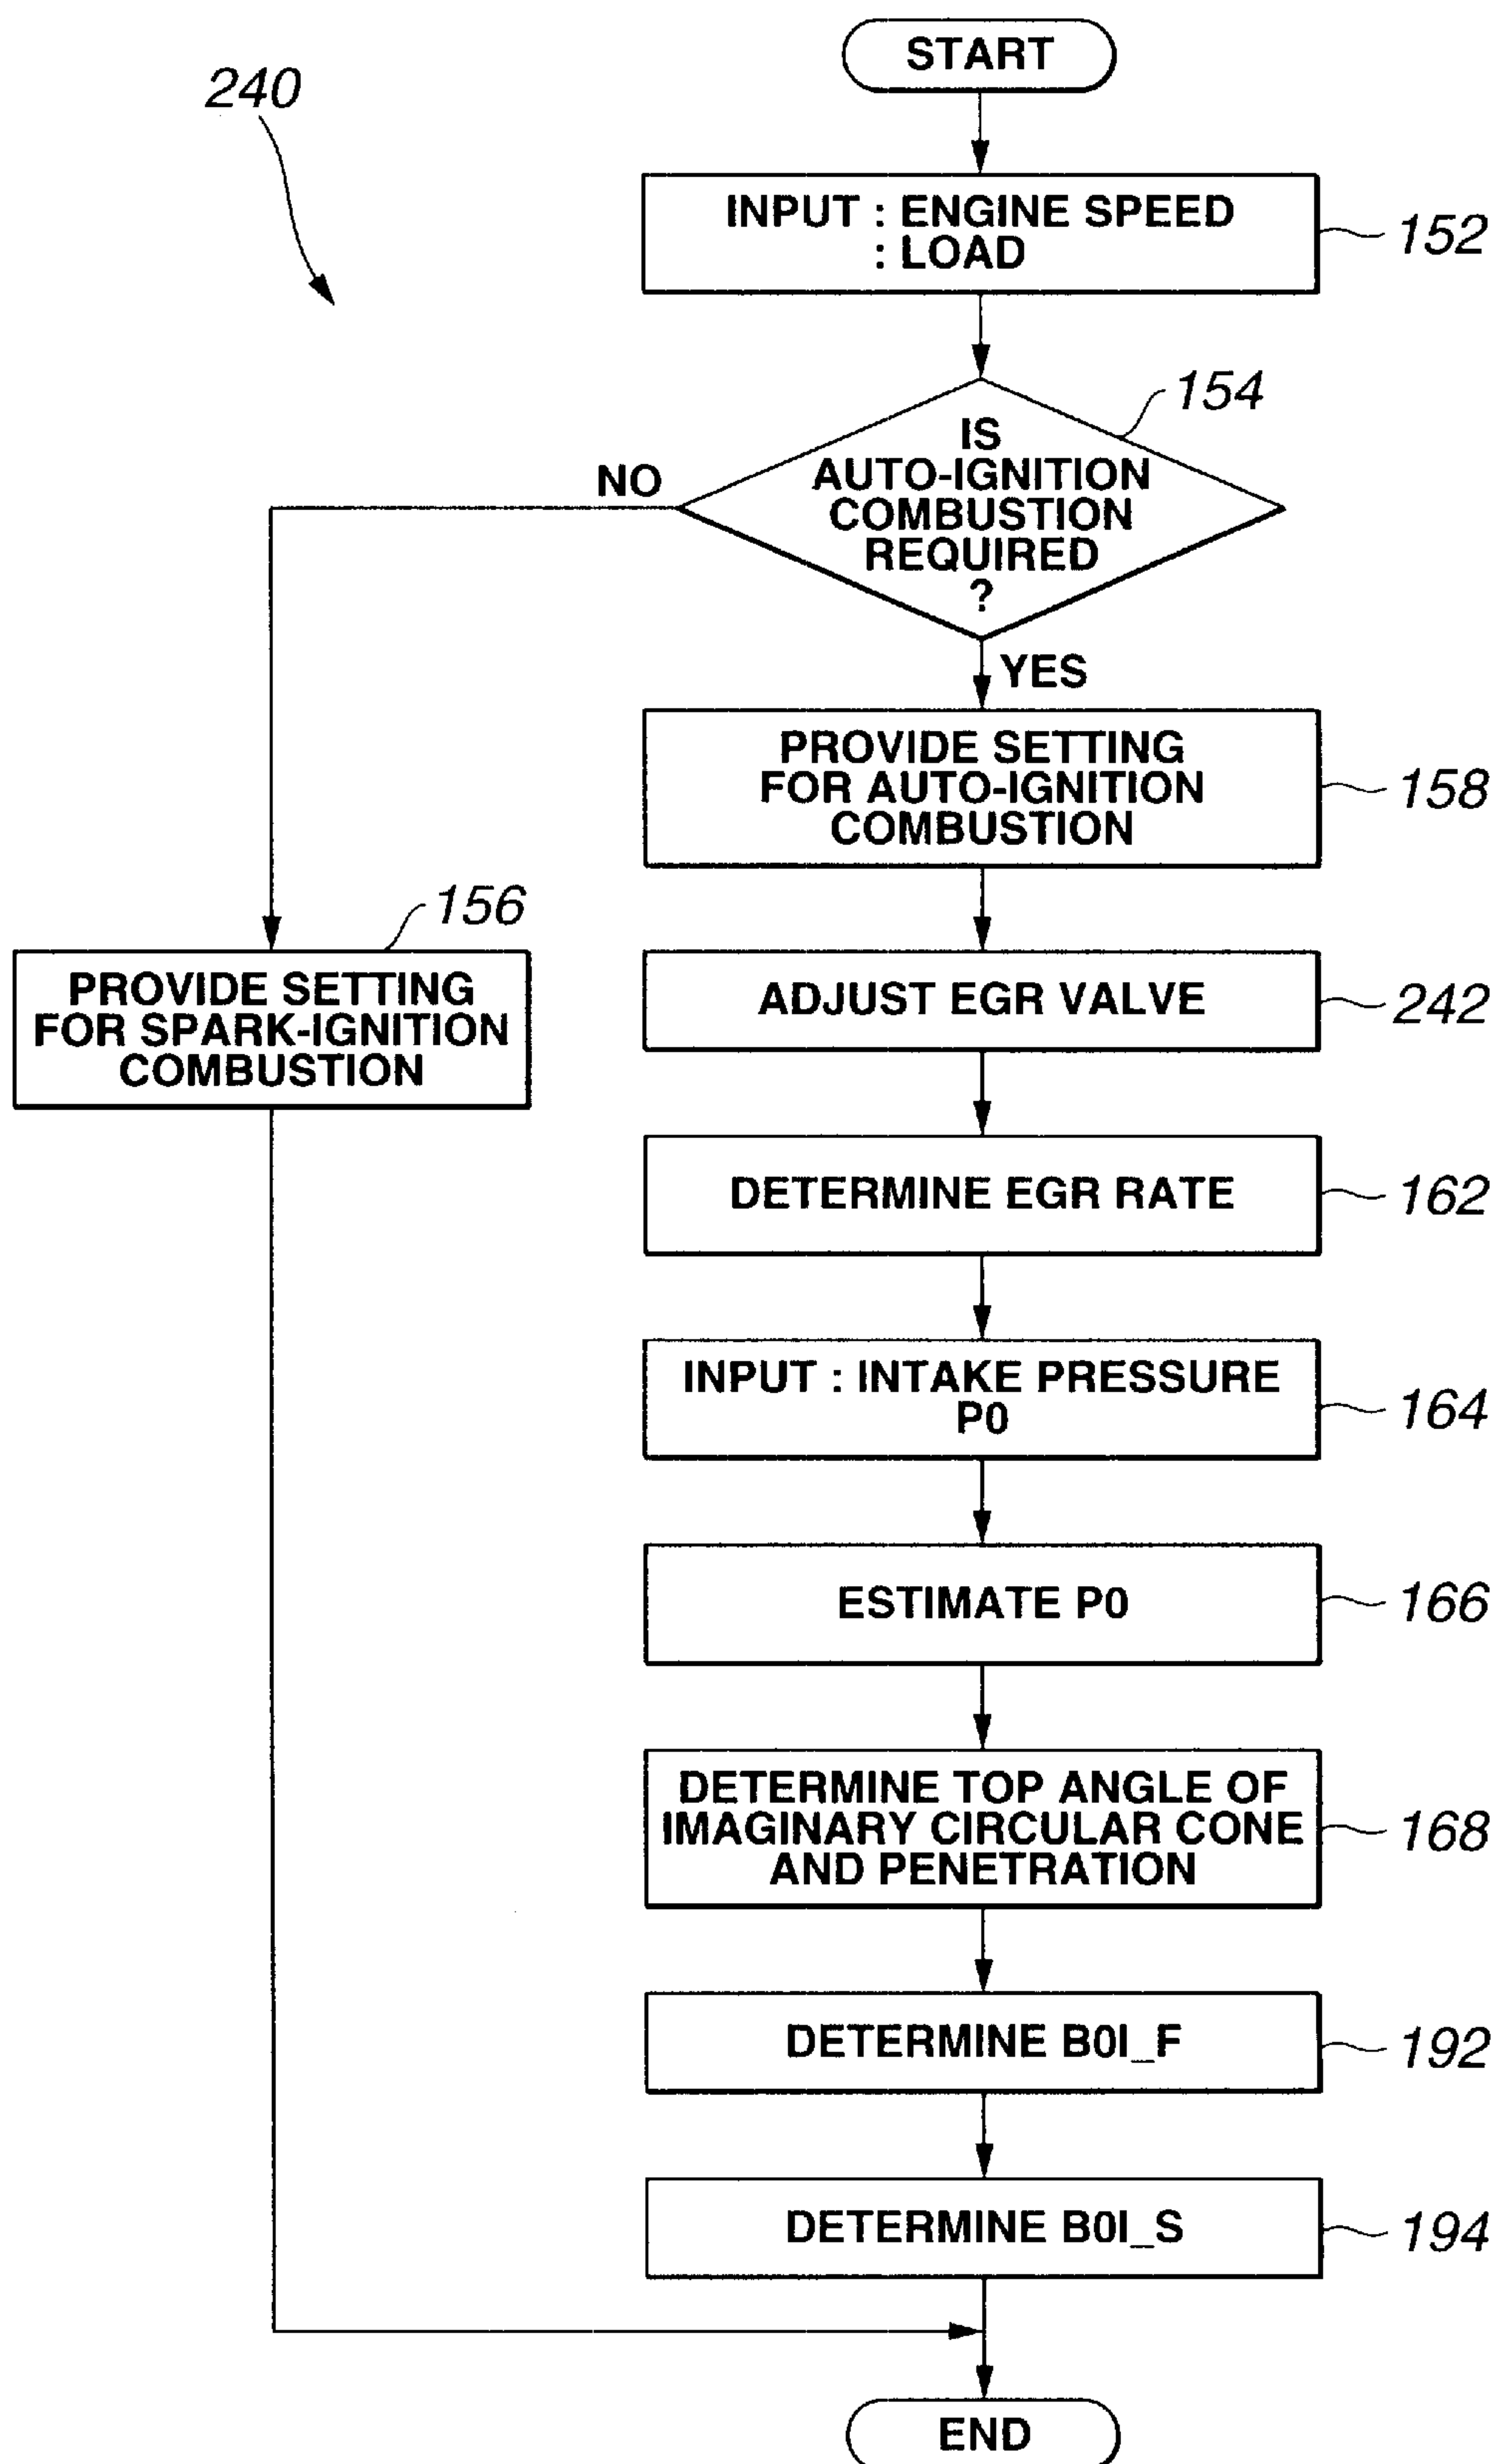 START
240
INPUT : ENGINE SPEED
: LOAD
152
154
IS
AUTO-IGNITION
COMBUSTION
REQUIRED
?
NO
YES
PROVIDE SETTING
FOR AUTO-IGNITION
COMBUSTION
158
156
PROVIDE SETTING
FOR SPARK-IGNITION
COMBUSTION
ADJUST EGR VALVE
242
DETERMINE EGR RATE
162
INPUT : INTAKE PRESSURE
P0
164
ESTIMATE P0
166
DETERMINE TOP ANGLE OF
IMAGINARY CIRCULAR CONE
AND PENETRATION
168
DETERMINE B0I_F
192
DETERMINE B0I_S
194
END